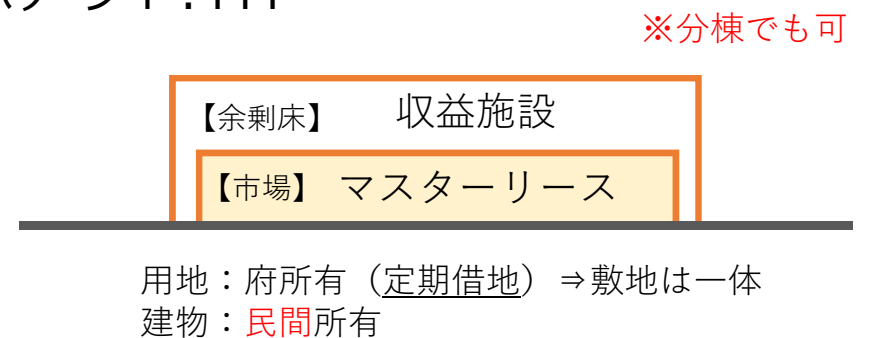 ※分棟でも可
【余剰床】 収益施設
【市場】 マスターリース
用地：府所有（定期借地）⇒敷地は一体
建物：民間所有